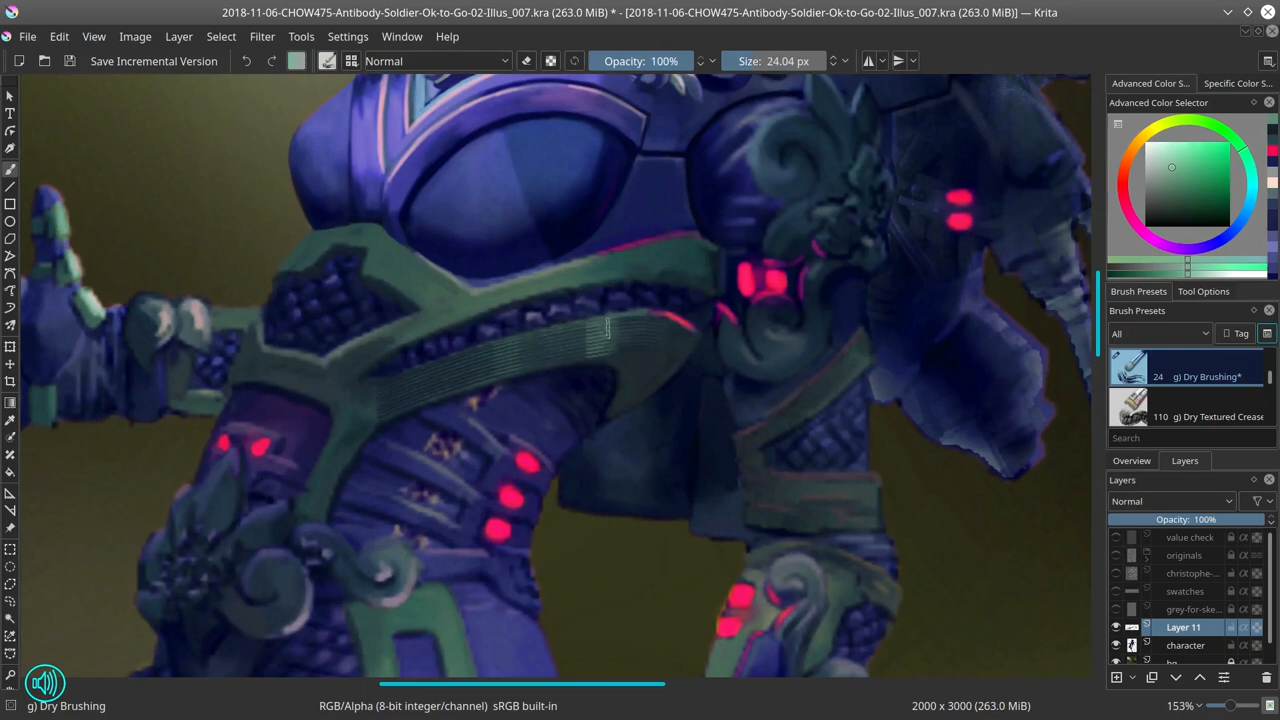 2018-11-06-CHOW475-Antibody-Soldier-Ok-to-Go-02-Illus_007.kra (263.0 MiB) * - [2018-11-06-CHOW475-Antibody-Soldier-Ok-to-Go-02-Illus_007.kra (263.0 MiB)] — Krita
File Edit View Image Layer Select Filter Tools Settings Window Help
Save Incremental Version Normal Opacity: 100% Size: 24.04 px
Advanced Color S... Specific Color S...
Advanced Color Selector
Brush Presets Tool Options
Brush Presets
All Tag
24 g) Dry Brushing*
110 g) Dry Textured Crease
Search
Overview Layers
Layers
Normal
Opacity: 100%
value check
originals
christophe-...
swatches
grey-for-ske...
Layer 11
character
bg
g) Dry Brushing RGB/Alpha (8-bit integer/channel) sRGB built-in 2000 x 3000 (263.0 MiB) 153%